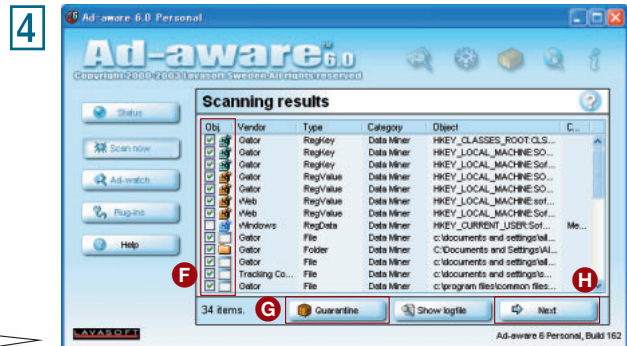 4
Ad-aware 6.0 Personal
Ad-aware 6.0
Copyright 2000-2003 Lavasoft Sweden. All rights reserved
Status
Scan now
Ad-watch
Plug-ins
Help
Scanning results
Obj. Vendor Type Category Object C...
Gator RegKey Data Miner HKEY_CLASSES_ROOT:CLS...
Gator RegKey Data Miner HKEY_LOCAL_MACHINE:SO...
Gator RegKey Data Miner HKEY_LOCAL_MACHINE:Sof...
Gator RegValue Data Miner HKEY_LOCAL_MACHINE:SO...
Gator RegValue Data Miner HKEY_LOCAL_MACHINE:SO...
Web RegValue Data Miner HKEY_LOCAL_MACHINE:sof...
Web RegValue Data Miner HKEY_LOCAL_MACHINE:Sof...
Windows RegData Data Miner HKEY_CURRENT_USER:Sof... Me...
Gator File Data Miner c:\documents and settings\all...
Gator Folder Data Miner C:\Documents and Settings\Al...
Gator File Data Miner c:\documents and settings\all...
Tracking Co... File Data Miner c:\documents and settings\s...
Gator File Data Miner c:\program files\common files...
F
H
34 items. G Quarantine Show logfile Next
LAVASOFT
Ad-aware 6 Personal, Build 162